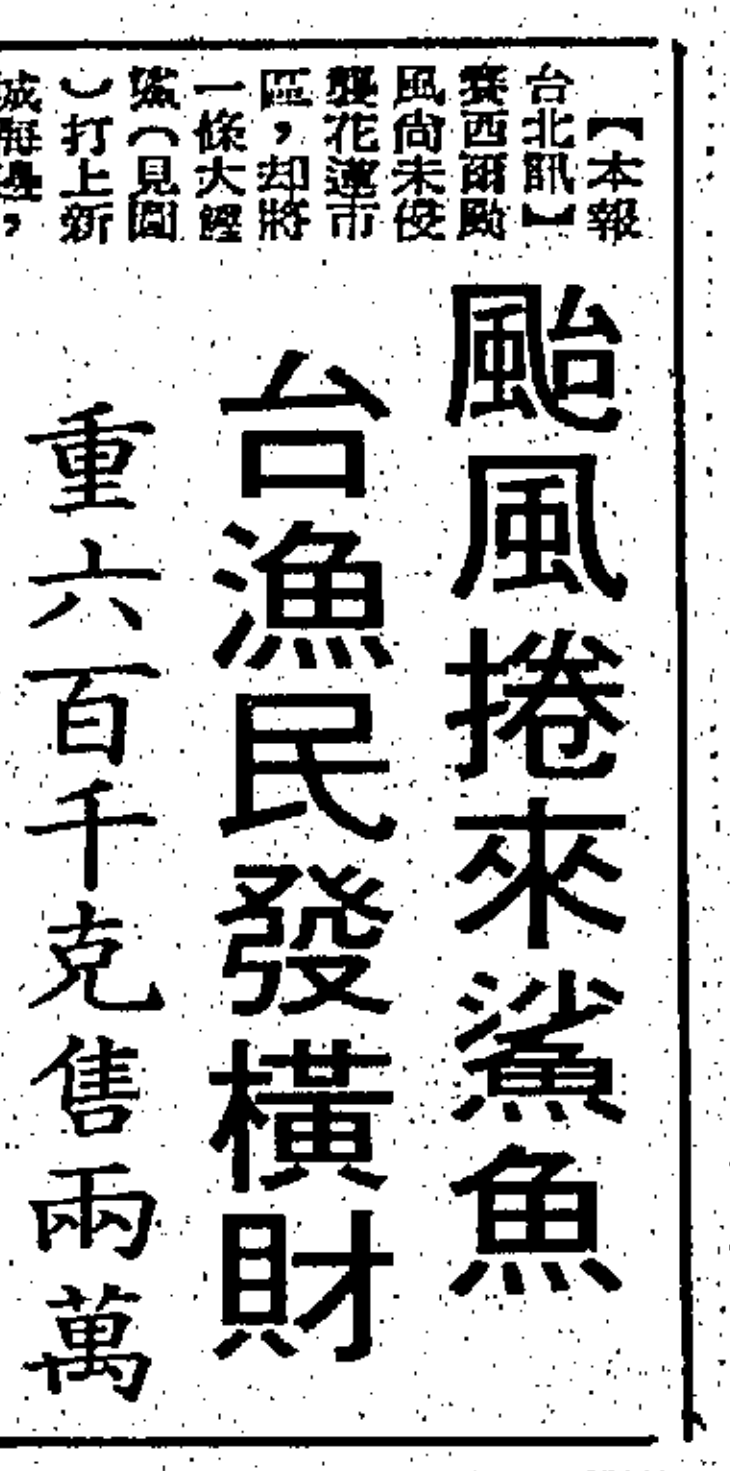 颱風捲來鯊魚
台漁民發橫財
重六百千克售兩萬
【本報
台北訊】
賽西爾颱
風尚未侵
襲花蓮市
區，却將
一條大鰹
鯊（見圖
）打上新
城海邊，